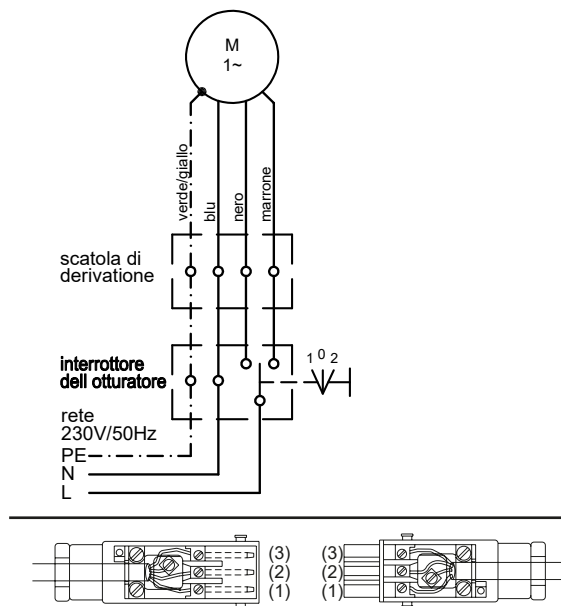 M
1~
verde/giallo
blu
nero
marrone
scatola di
derivatione
interrottore
dell otturatore
1 0 2
rete
230V/50Hz
PE
N
L
(3) (3)
(2) (2)
(1) (1)